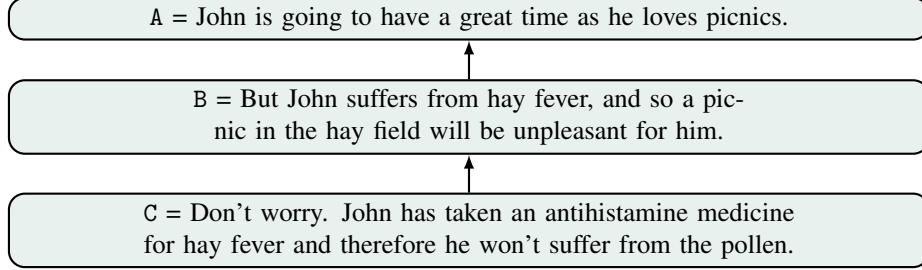 A = John is going to have a great time as he loves picnics.
B = But John suffers from hay fever, and so a pic-
nic in the hay field will be unpleasant for him.
C = Don't worry. John has taken an antihistamine medicine
for hay fever and therefore he won't suffer from the pollen.